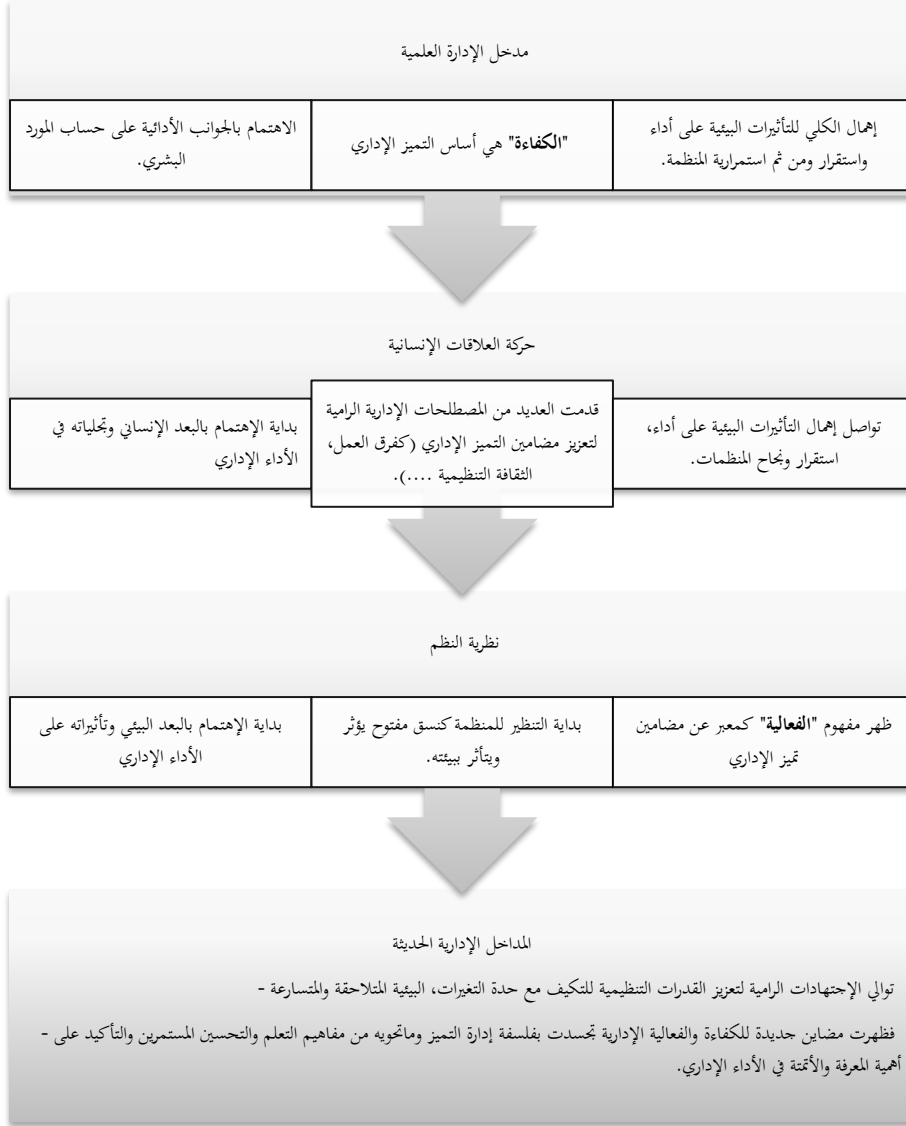 مدخل الإدارة العلمية
إهمال الكلي للتأثيرات البيئية على أداء
واستقرار ومن ثم استمرارية المنظمة.
"الكفاءة" هي أساس التميز الإداري
الاهتمام بالجوانب الأدائية على حساب المورد
البشري.
حركة العلاقات الإنسانية
تواصل إهمال التأثيرات البيئية على أداء،
استقرار ونجاح المنظمات.
قدمت العديد من المصطلحات الإدارية الرامية
لتعزيز مضامين التميز الإداري (كفرق العمل،
الثقافة التنظيمية ....).
بداية الإهتمام بالبعد الإنساني وتجلياته في
الأداء الإداري
نظرية النظم
ظهر مفهوم "الفعالية" كمعبر عن مضامين
تميز الإداري
بداية التنظير للمنظمة كنسق مفتوح يؤثر
ويتأثر ببيئته.
بداية الإهتمام بالبعد البيئي وتأثيراته على
الأداء الإداري
المداخل الإدارية الحديثة
توالي الإجتهادات الرامية لتعزيز القدرات التنظيمية للتكيف مع حدة التغيرات، البيئية المتلاحقة والمتسارعة -
فظهرت مضاين جديدة للكفاءة والفعالية الإدارية تجسدت بفلسفة إدارة التميز وماتحويه من مفاهيم التعلم والتحسين المستمرين والتأكيد على -
أهمية المعرفة والأتمتة في الأداء الإداري.